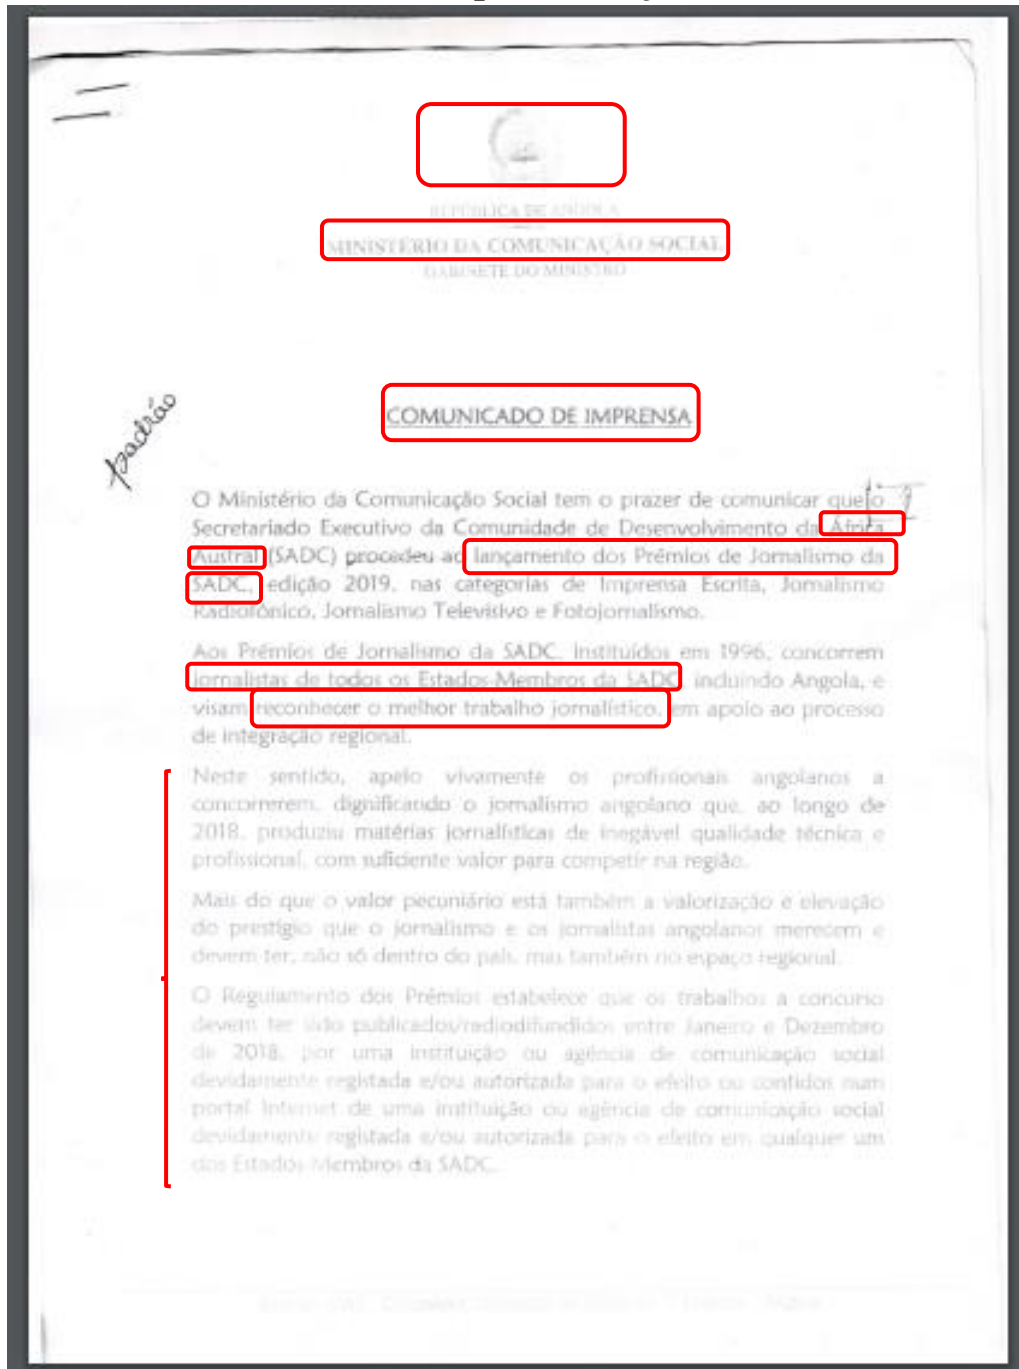 REPÚBLICA DE ANGOLA
MINISTÉRIO DA COMUNICAÇÃO SOCIAL
GABINETE DO MINISTRO
padrão
COMUNICADO DE IMPRENSA
O Ministério da Comunicação Social tem o prazer de comunicar que o
Secretariado Executivo da Comunidade de Desenvolvimento da África
Austral (SADC) procedeu ao lançamento dos Prémios de Jornalismo da
SADC, edição 2019, nas categorias de Imprensa Escrita, Jornalismo
Radiofónico, Jornalismo Televisivo e Fotojornalismo.
Aos Prémios de Jornalismo da SADC, instituídos em 1996, concorrem
jornalistas de todos os Estados-Membros da SADC, incluindo Angola, e
visam reconhecer o melhor trabalho jornalístico, em apoio ao processo
de integração regional.
Neste sentido, apelo vivamente os profissionais angolanos a
concorrerem, dignificando o jornalismo angolano que, ao longo de
2018, produziu matérias jornalísticas de inegável qualidade técnica e
profissional, com suficiente valor para competir na região.
Mais do que o valor pecuniário está também a valorização e elevação
do prestígio que o jornalismo e os jornalistas angolanos merecem e
devem ter, não só dentro do país, mas também no espaço regional.
O Regulamento dos Prémios estabelece que os trabalhos a concurso
devem ter sido publicados/radiodifundidos entre Janeiro e Dezembro
de 2018, por uma instituição ou agência de comunicação social
devidamente registada e/ou autorizada para o efeito ou contidos num
portal Internet de uma instituição ou agência de comunicação social
devidamente registada e/ou autorizada para o efeito em qualquer um
dos Estados Membros da SADC.